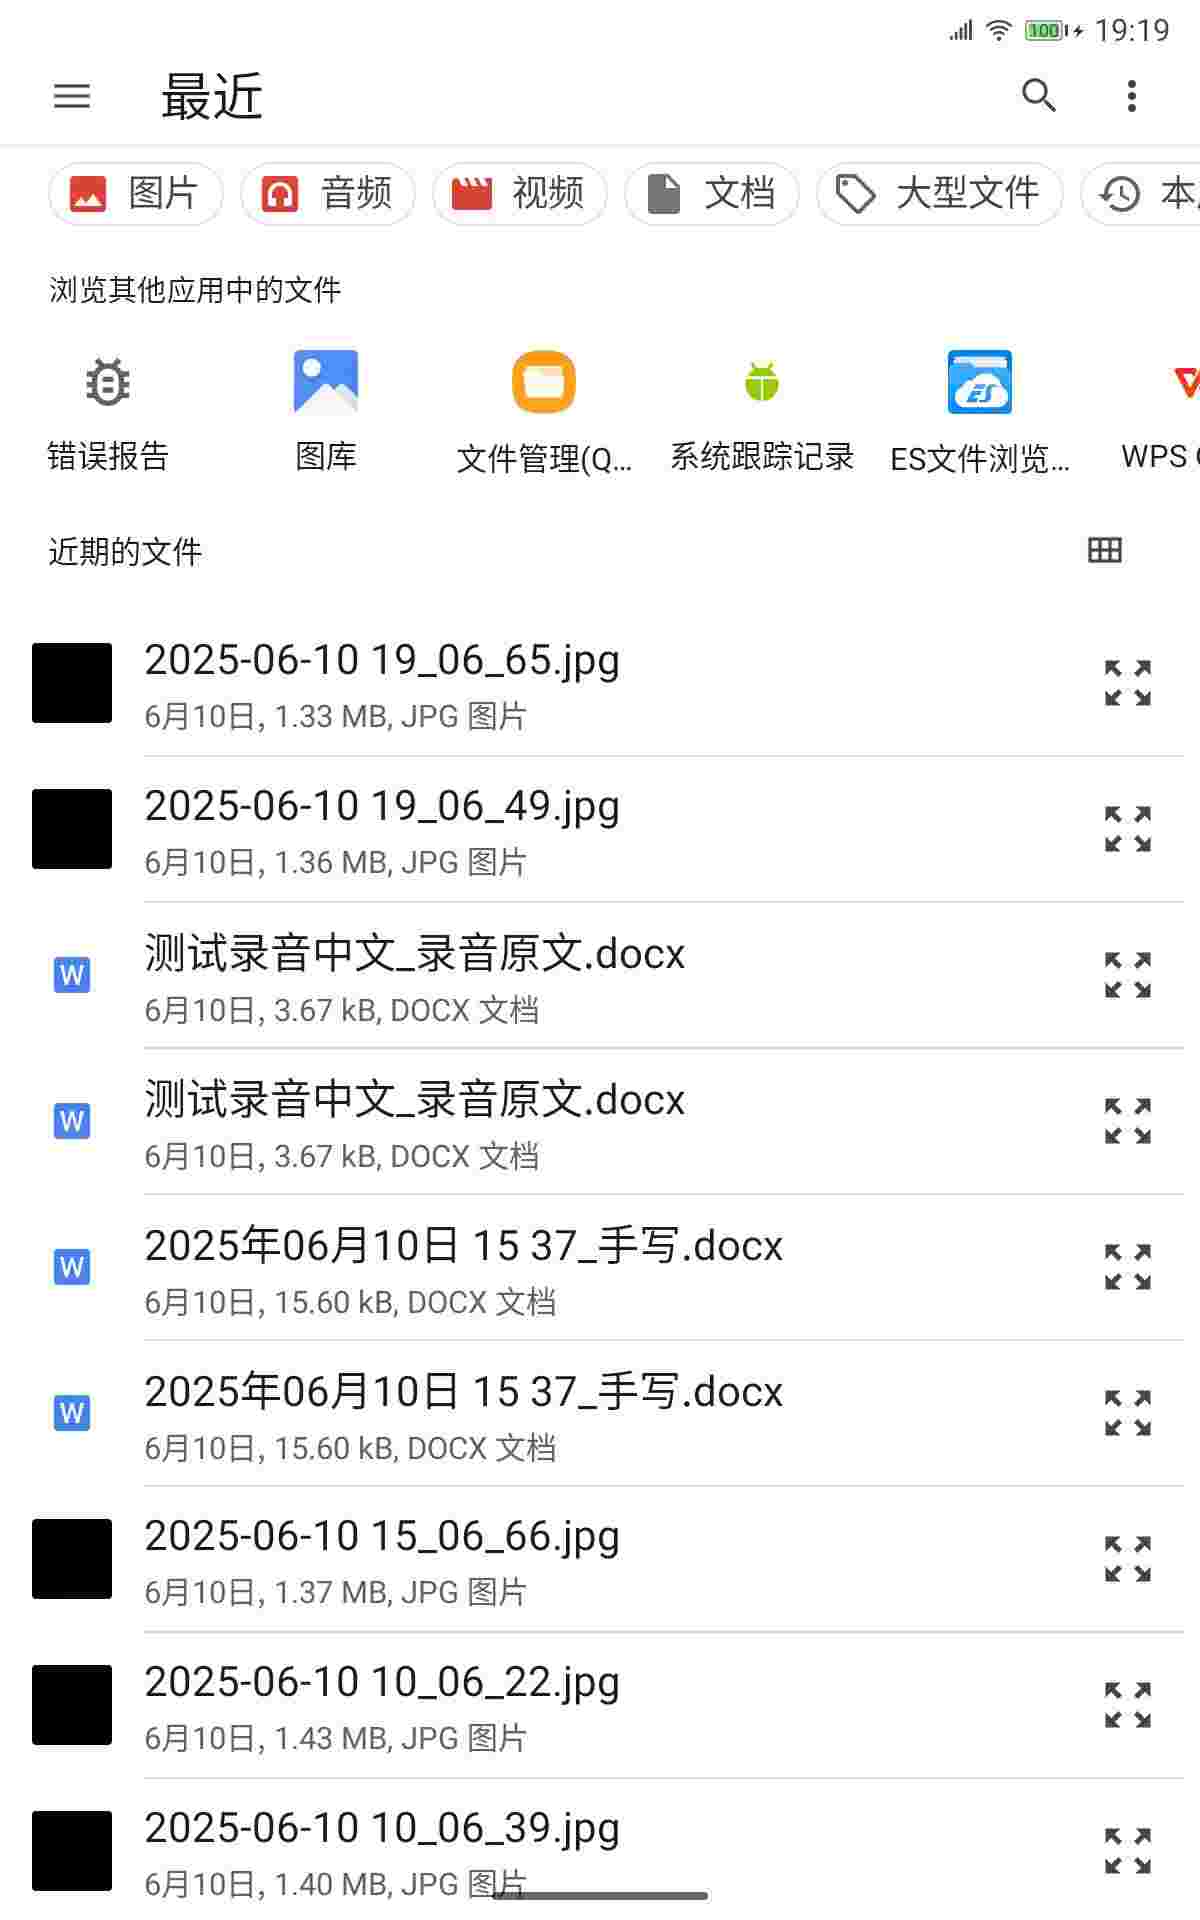 100 19:19
最近
图片 音频 视频 文档 大型文件 本
浏览其他应用中的文件
错误报告 图库 文件管理(Q... 系统跟踪记录 ES文件浏览... WPS
近期的文件
2025-06-10 19_06_65.jpg
6月10日, 1.33 MB, JPG 图片
2025-06-10 19_06_49.jpg
6月10日, 1.36 MB, JPG 图片
W 测试录音中文_录音原文.docx
6月10日, 3.67 kB, DOCX 文档
W 测试录音中文_录音原文.docx
6月10日, 3.67 kB, DOCX 文档
W 2025年06月10日 15 37_手写.docx
6月10日, 15.60 kB, DOCX 文档
W 2025年06月10日 15 37_手写.docx
6月10日, 15.60 kB, DOCX 文档
2025-06-10 15_06_66.jpg
6月10日, 1.37 MB, JPG 图片
2025-06-10 10_06_22.jpg
6月10日, 1.43 MB, JPG 图片
2025-06-10 10_06_39.jpg
6月10日, 1.40 MB, JPG 图片